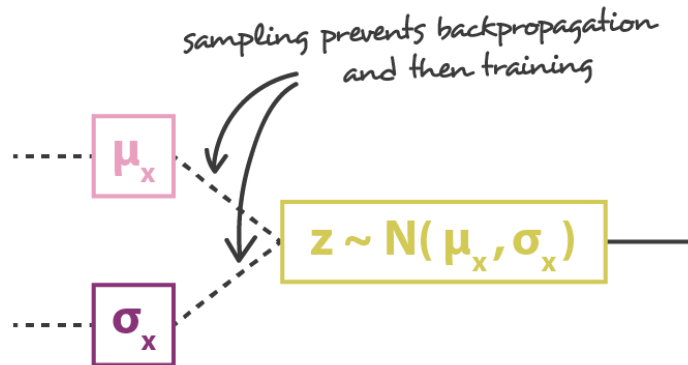 sampling prevents backpropagation
and then training
μₓ
z ~ N( μₓ , σₓ )
σₓ